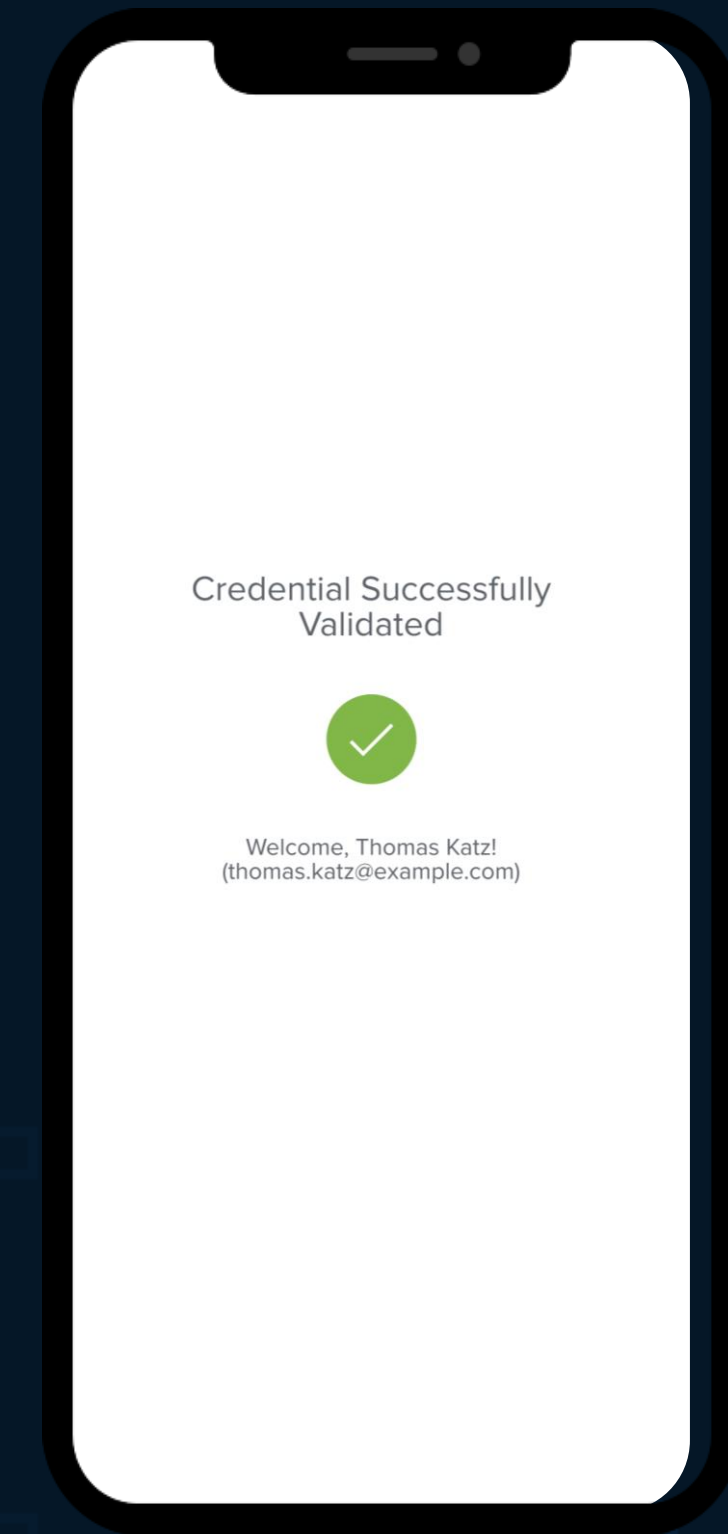 Credential Successfully
Validated
Welcome, Thomas Katz!
(thomas.katz@example.com)